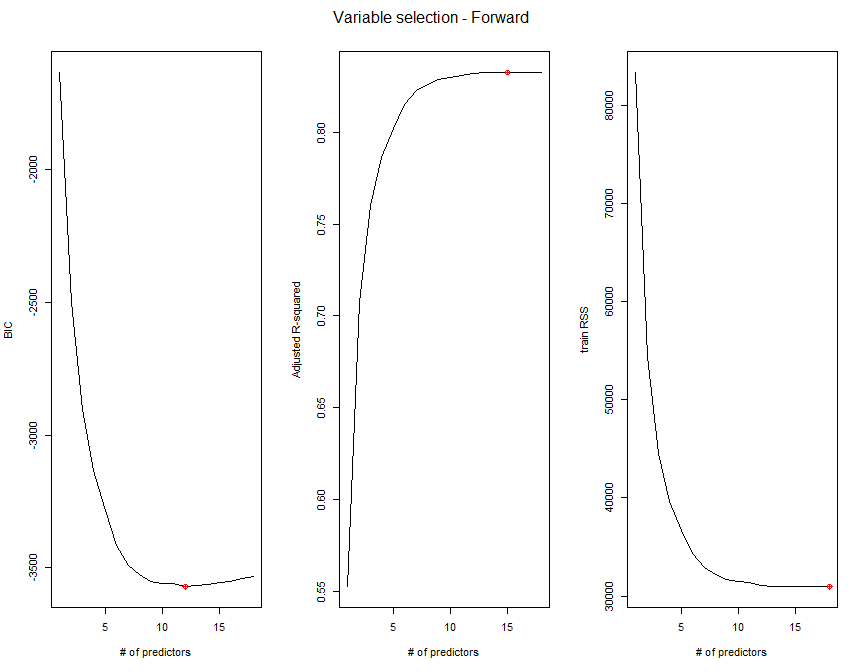 Variable selection - Forward
BIC
-2000
-2500
-3000
-3500
5 10 15
# of predictors
Adjusted R-squared
0.80
0.75
0.70
0.65
0.60
0.55
5 10 15
# of predictors
train RSS
80000
70000
60000
50000
40000
30000
5 10 15
# of predictors